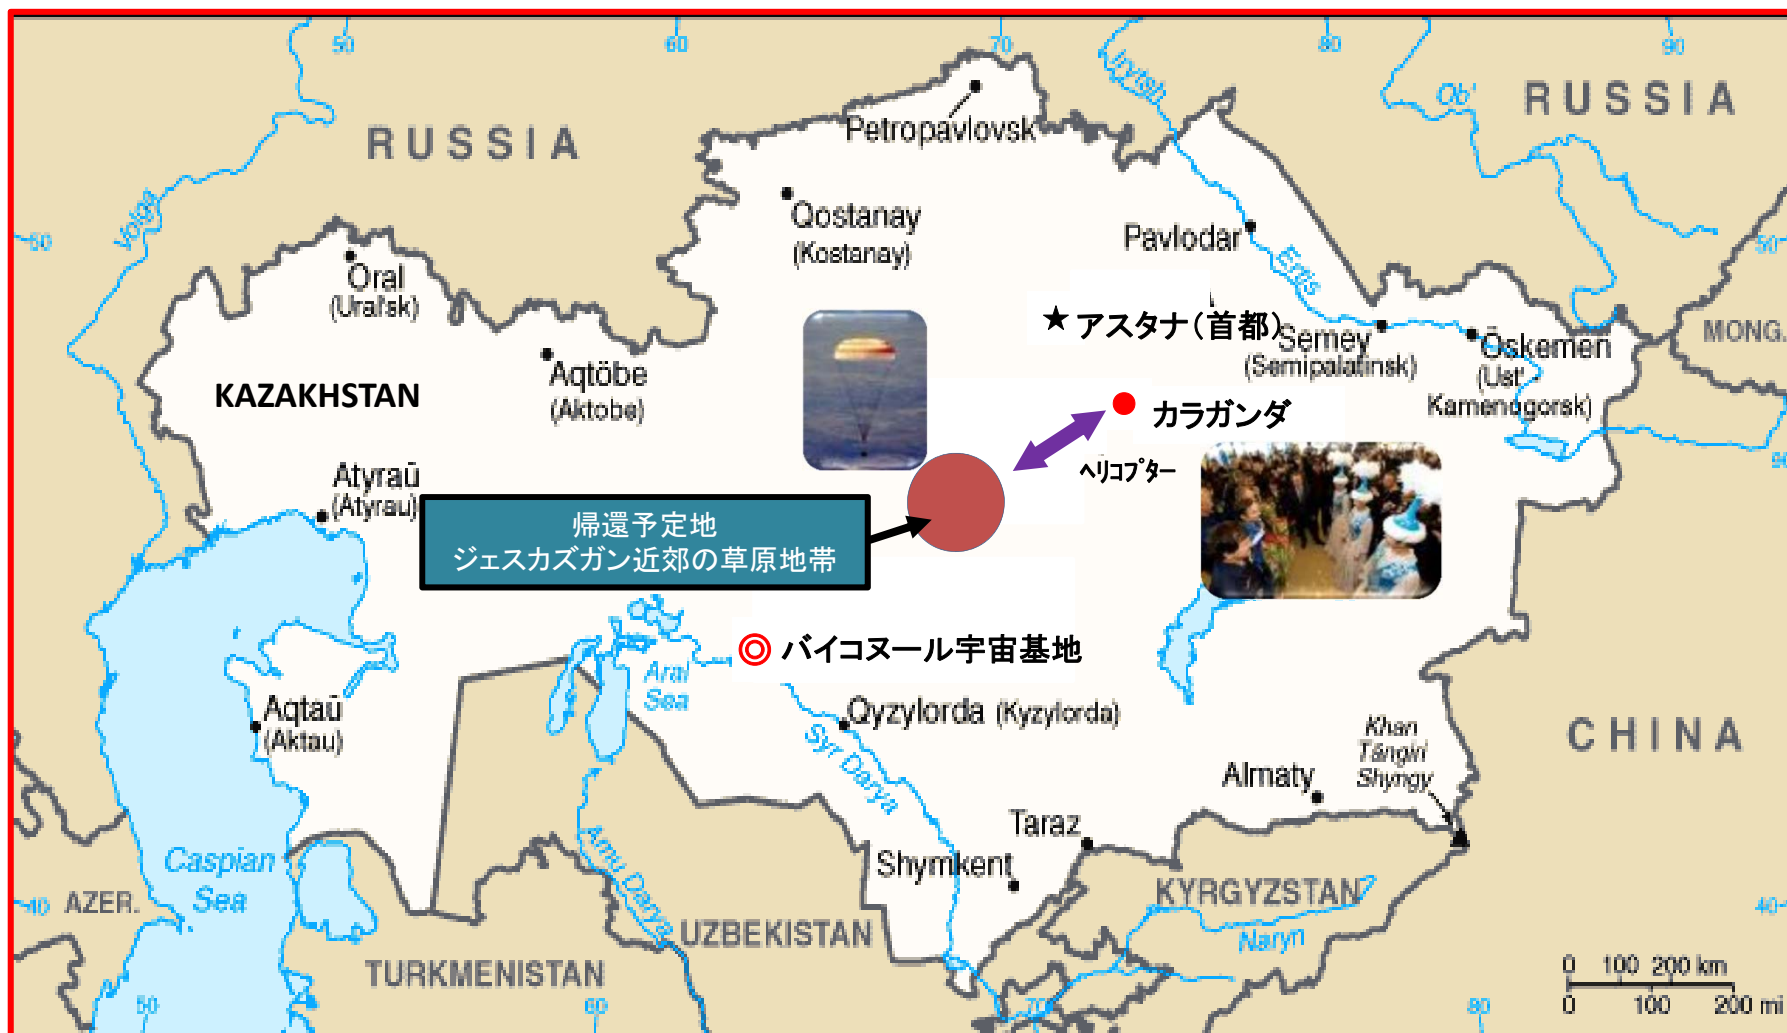 50
60
70
80
90
RUSSIA
RUSSIA
Irytsh
Ob'
Volga
Petropavlovsk
Qostanay
(Kostanay)
Pavlodar
Ertis
50
50
Oral
(Ural'sk)
★アスタナ(首都)
Semey
(Semipalatinsk)
Öskemen
(Ust'-
Kamenogorsk)
MONG.
KAZAKHSTAN
Aqtöbe
(Aktobe)
カラガンダ
ヘリコプター
Atyraū
(Atyrau)
帰還予定地
ジェスカズガン近郊の草原地帯
バイコヌール宇宙基地
Aral
Sea
Aqtaū
(Aktau)
Qyzylorda (Kyzylorda)
Syr Darya
Khan
Tängiri
Shyngy
CHINA
Almaty
Taraz
Shymkent
Caspian
Sea
Amu Darya
KYRGYZSTAN
Naryn
40
AZER.
40
UZBEKISTAN
TURKMENISTAN
0 100 200 km
0 100 200 mi
50
60
70
80